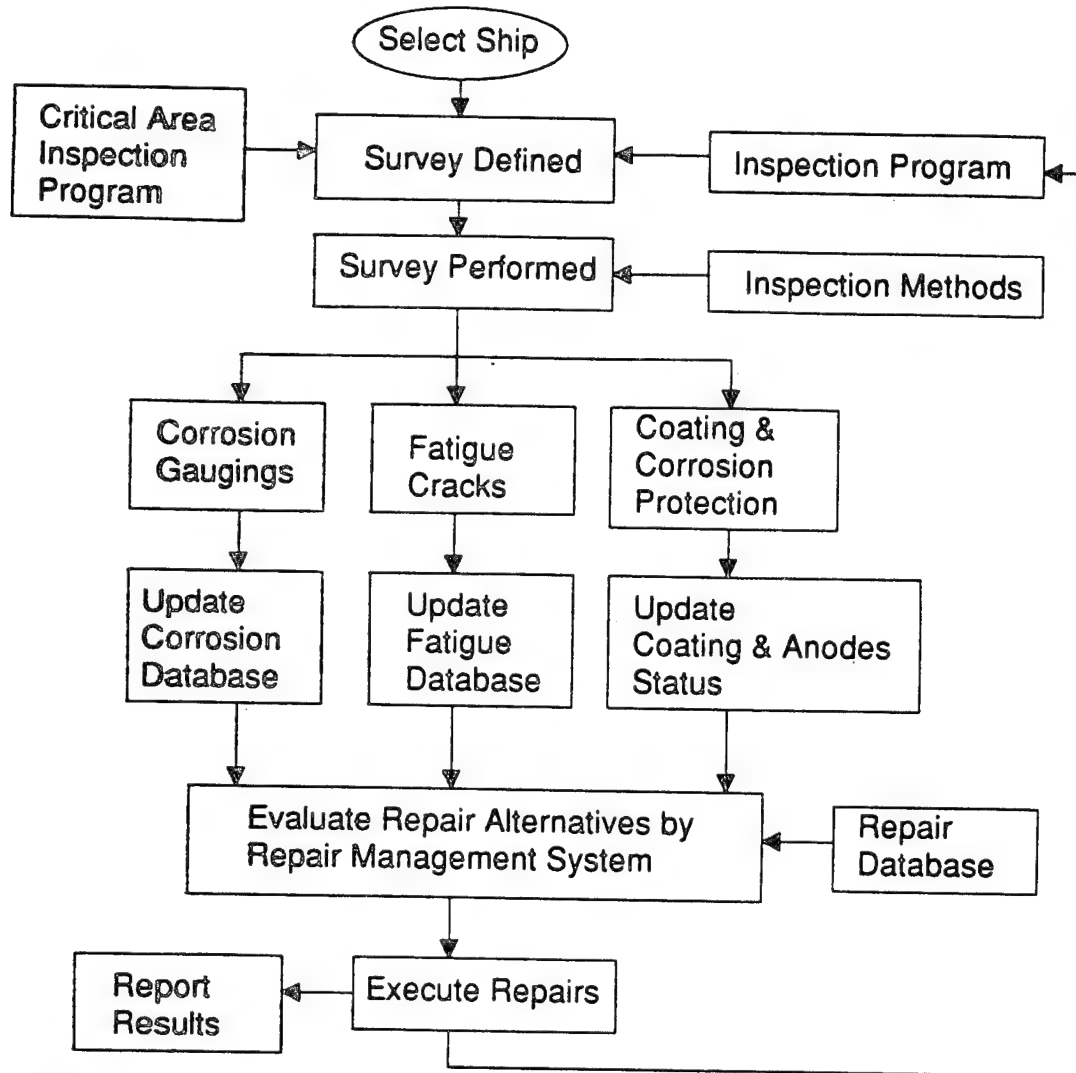 Select Ship
Critical Area
Inspection
Program
Survey Defined
Inspection Program
Survey Performed
Inspection Methods
Corrosion
Gaugings
Fatigue
Cracks
Coating &
Corrosion
Protection
Update
Corrosion
Database
Update
Fatigue
Database
Update
Coating & Anodes
Status
Evaluate Repair Alternatives by
Repair Management System
Repair
Database
Report
Results
Execute Repairs